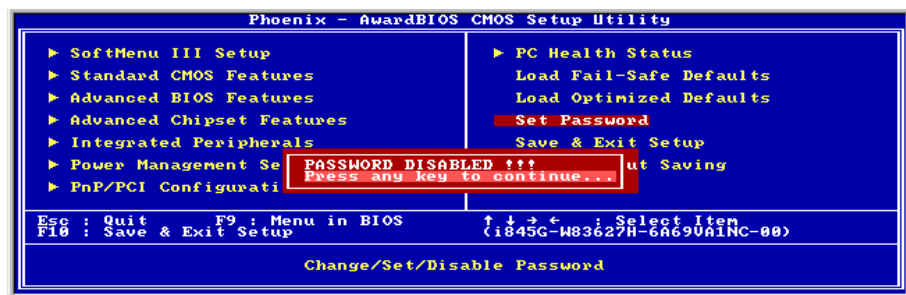 Phoenix - AwardBIOS CMOS Setup Utility
► SoftMenu III Setup
► Standard CMOS Features
► Advanced BIOS Features
► Advanced Chipset Features
► Integrated Peripherals
► Power Management Se
► PnP/PCI Configurati
► PC Health Status
Load Fail-Safe Defaults
Load Optimized Defaults
Set Password
Save & Exit Setup
ut Saving
PASSWORD DISABLED !!!
Press any key to continue...
Esc : Quit F9 : Menu in BIOS ↑ ↓ → ← : Select Item
F10 : Save & Exit Setup (i845G-W83627H-6A69VA1NC-00)
Change/Set/Disable Password